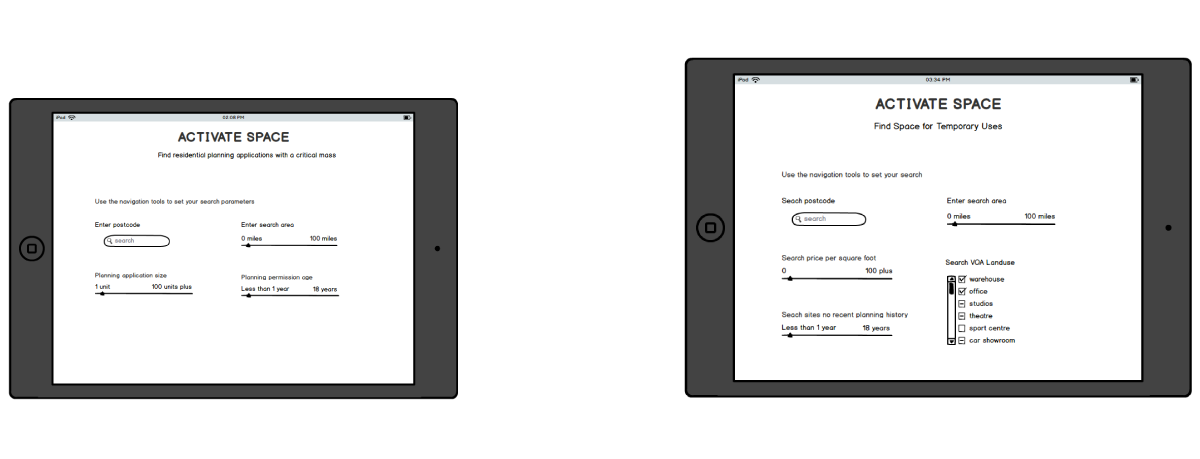 iPod 02:08 PM
ACTIVATE SPACE
Find residential planning applications with a critical mass
Use the navigation tools to set your search parameters
Enter postcode
search
Enter search area
0 miles 100 miles
Planning application size
1 unit 100 units plus
Planning permission age
Less than 1 year 18 years
iPod 03:34 PM
ACTIVATE SPACE
Find Space for Temporary Uses
Use the navigation tools to set your search
Seach postcode
search
Enter search area
0 miles 100 miles
Search price per square foot
0 100 plus
Seach sites no recent planning history
Less than 1 year 18 years
Search VOA Landuse
warehouse
office
studios
theatre
sport centre
car showroom